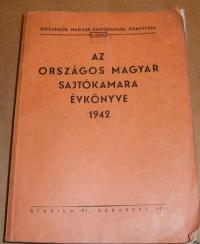 ORSZÁGOS MAGYAR SAJTÓKAMARA KÖNYVTÁRA
AZ
ORSZÁGOS MAGYAR
SAJTÓKAMARA
ÉVKÖNYVE
1942
STADIUM RT. BUDAPEST